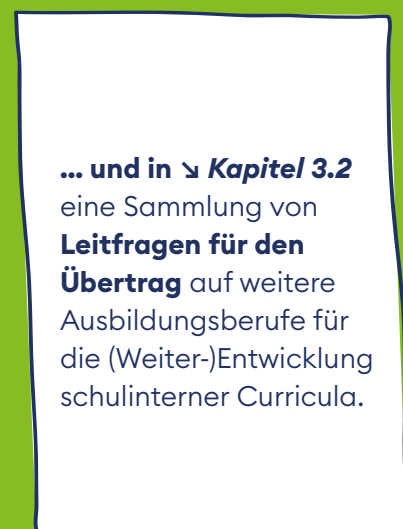 ... und in ↘ Kapitel 3.2
eine Sammlung von
Leitfragen für den
Übertrag auf weitere
Ausbildungsberufe für
die (Weiter-)Entwicklung
schulinterner Curricula.